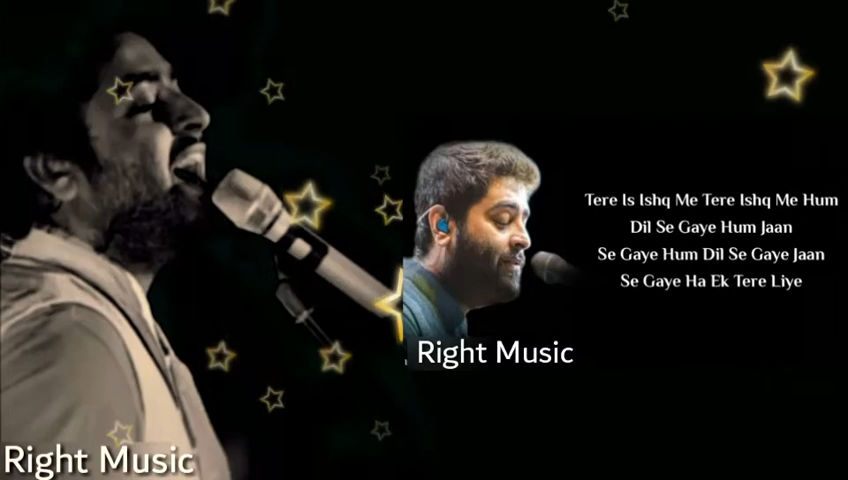 Tere Is Ishq Me Tere Ishq Me Hum
Dil Se Gaye Hum Jaan
Se Gaye Hum Dil Se Gaye Jaan
Se Gaye Ha Ek Tere Liye
Right Music
Right Music